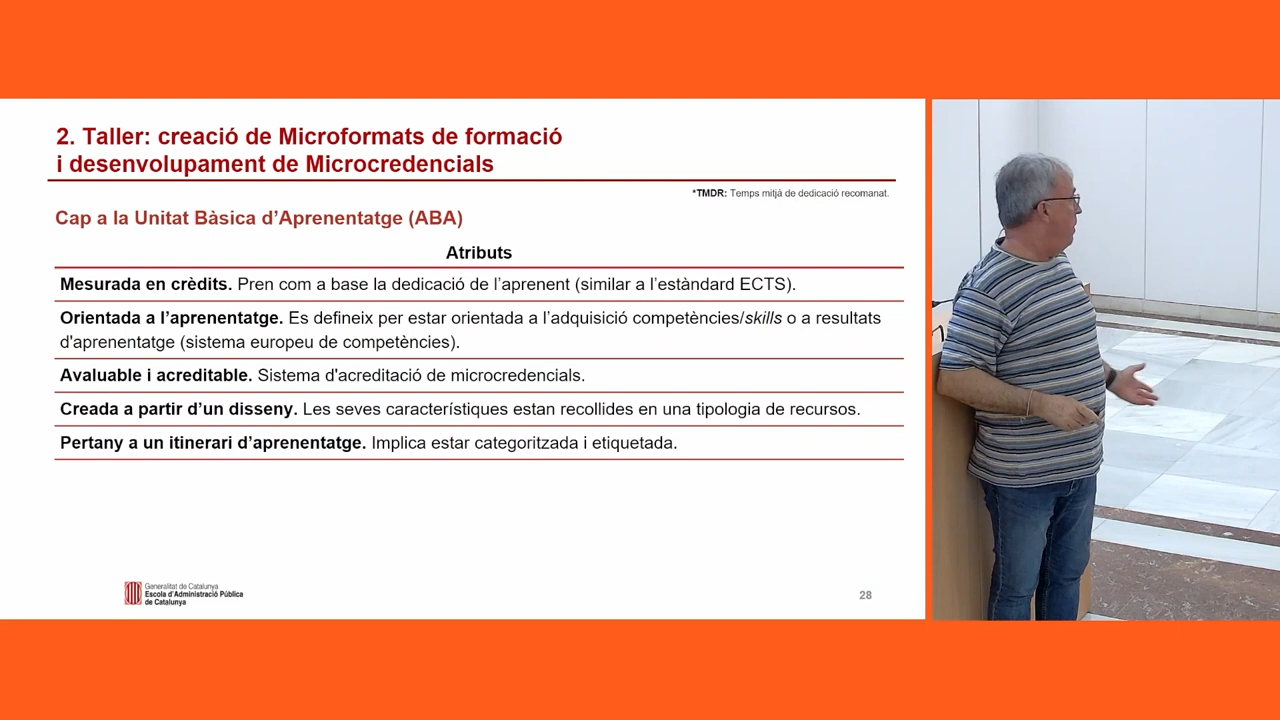 2. Taller: creació de Microformats de formació
i desenvolupament de Microcredencials
*TMDR: Temps mitjà de dedicació recomanat.
Cap a la Unitat Bàsica d’Aprenentatge (ABA)
Atributs
Mesurada en crèdits. Pren com a base la dedicació de l’aprenent (similar a l’estàndard ECTS).
Orientada a l’aprenentatge. Es defineix per estar orientada a l’adquisició competències/skills o a resultats
d'aprenentatge (sistema europeu de competències).
Avaluable i acreditable. Sistema d'acreditació de microcredencials.
Creada a partir d’un disseny. Les seves característiques estan recollides en una tipologia de recursos.
Pertany a un itinerari d’aprenentatge. Implica estar categoritzada i etiquetada.
Generalitat de Catalunya
Escola d’Administració Pública
de Catalunya
28